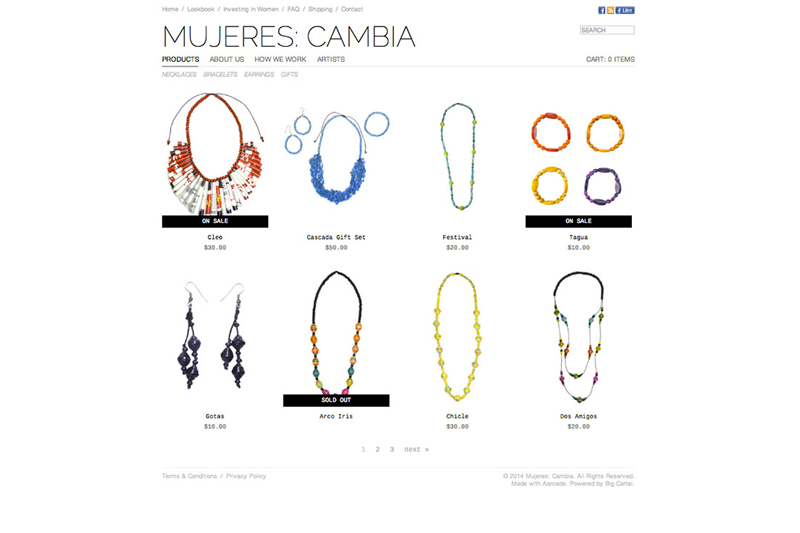 Home / Lookbook / Investing in Women / FAQ / Shipping / Contact
Like
MUJERES: CAMBIA
SEARCH
PRODUCTS ABOUT US HOW WE WORK ARTISTS CART: 0 ITEMS
NECKLACES BRACELETS EARRINGS GIFTS
ON SALE ON SALE
Cleo Cascada Gift Set Festival Tagua
$30.00 $50.00 $20.00 $10.00
SOLD OUT
Gotas Arco Iris Chicle Dos Amigos
$10.00 $30.00 $20.00
1 2 3 next »
Terms & Conditions / Privacy Policy © 2014 Mujeres: Cambia. All Rights Reserved.
Made with Aarcade. Powered by Big Cartel.